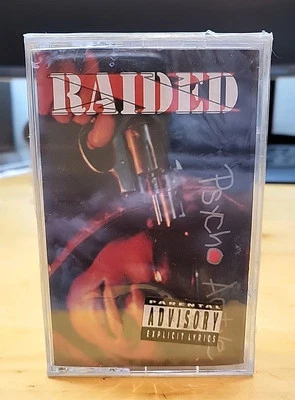 RAIDED
Psycho
PARENTAL
ADVISORY
EXPLICIT LYRICS